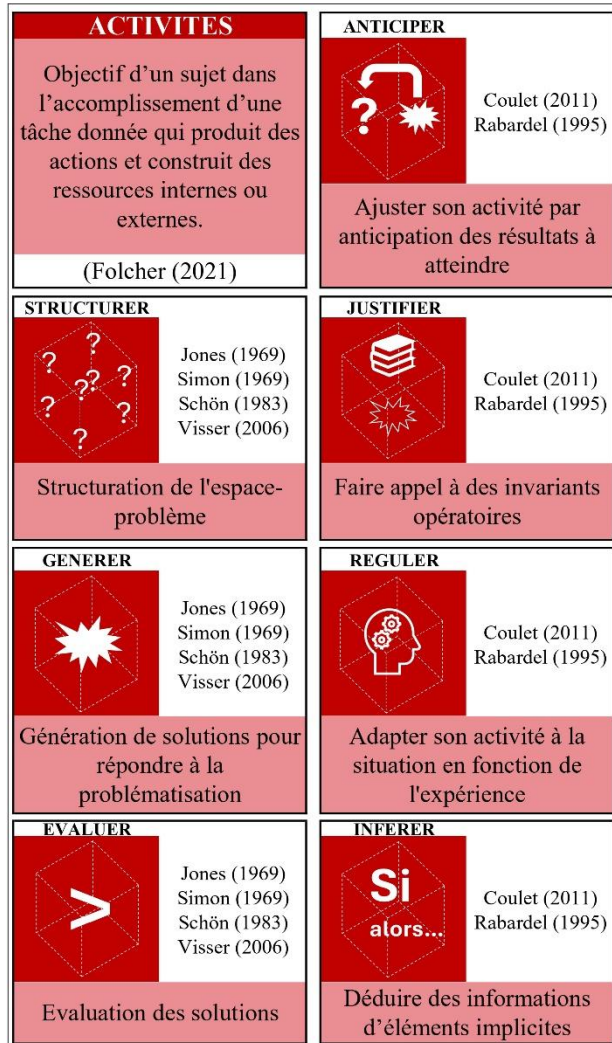 ACTIVITES
Objectif d’un sujet dans
l’accomplissement d’une
tâche donnée qui produit des
actions et construit des
ressources internes ou
externes.
(Folcher (2021)
ANTICIPER
?
Coulet (2011)
Rabardel (1995)
Ajuster son activité par
anticipation des résultats à
atteindre
STRUCTURER
? ? ? ? ? ? ?
Jones (1969)
Simon (1969)
Schön (1983)
Visser (2006)
Structuration de l'espace-
problème
JUSTIFIER
Coulet (2011)
Rabardel (1995)
Faire appel à des invariants
opératoires
GENERER
Jones (1969)
Simon (1969)
Schön (1983)
Visser (2006)
Génération de solutions pour
répondre à la
problématisation
REGULER
Coulet (2011)
Rabardel (1995)
Adapter son activité à la
situation en fonction de
l'expérience
EVALUER
>
Jones (1969)
Simon (1969)
Schön (1983)
Visser (2006)
Evaluation des solutions
INFERER
Si
alors...
Coulet (2011)
Rabardel (1995)
Déduire des informations
d’éléments implicites